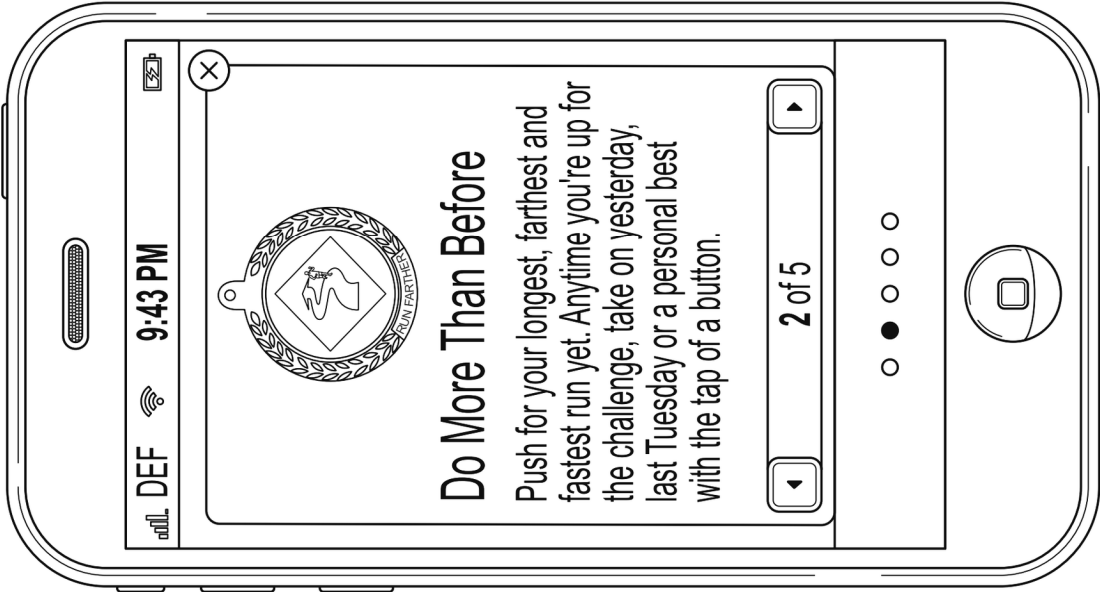 DEF 9:43 PM
RUN FARTHER
Do More Than Before
Push for your longest, farthest and
fastest run yet. Anytime you're up for
the challenge, take on yesterday,
last Tuesday or a personal best
with the tap of a button.
2 of 5